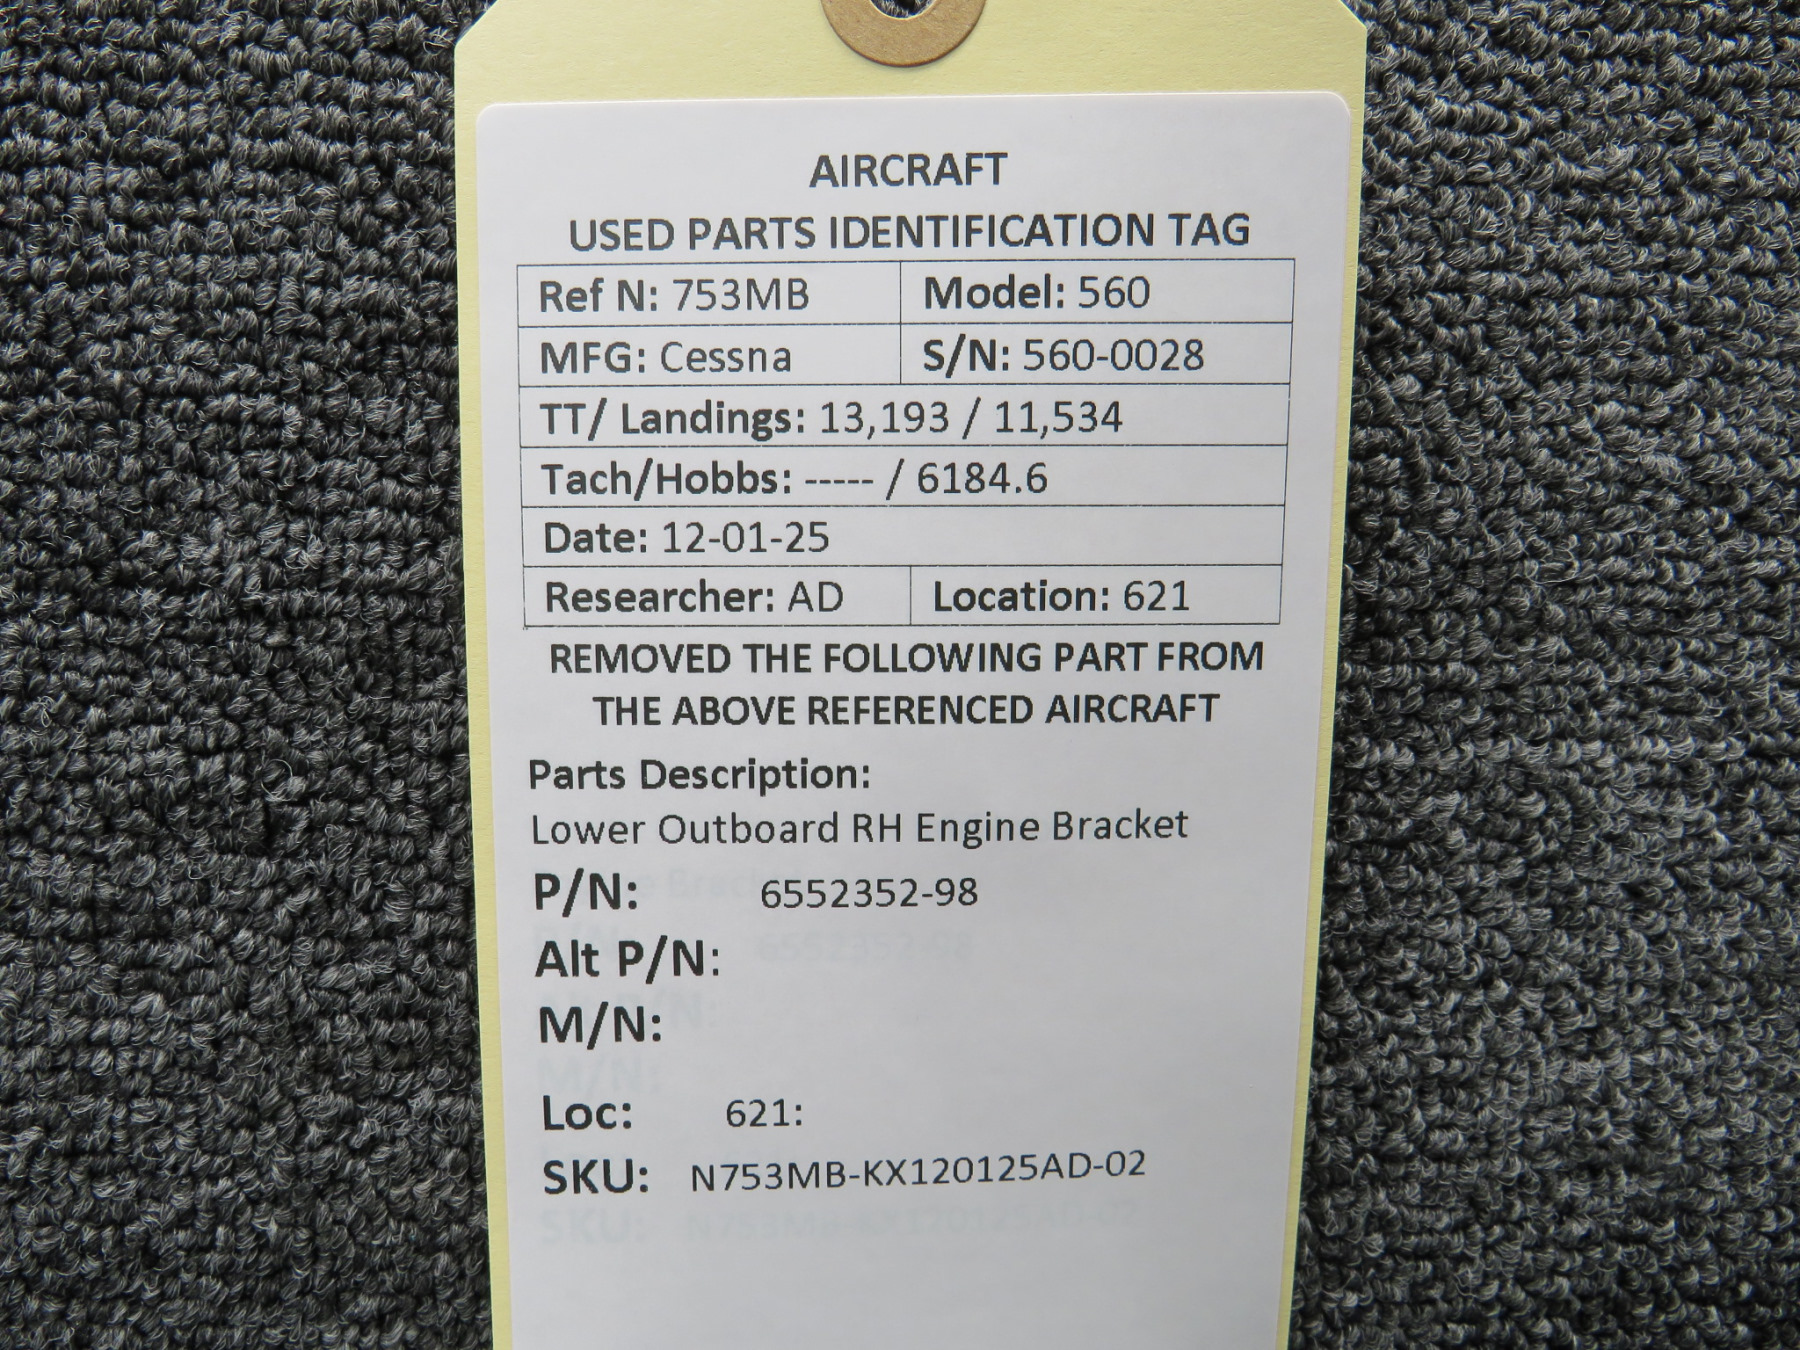 AIRCRAFT
USED PARTS IDENTIFICATION TAG
Ref N: 753MB Model: 560
MFG: Cessna S/N: 560-0028
TT/ Landings: 13,193 / 11,534
Tach/Hobbs: ----- / 6184.6
Date: 12-01-25
Researcher: AD Location: 621
REMOVED THE FOLLOWING PART FROM
THE ABOVE REFERENCED AIRCRAFT
Parts Description:
Lower Outboard RH Engine Bracket
P/N: 6552352-98
Alt P/N:
M/N:
Loc: 621:
SKU: N753MB-KX120125AD-02